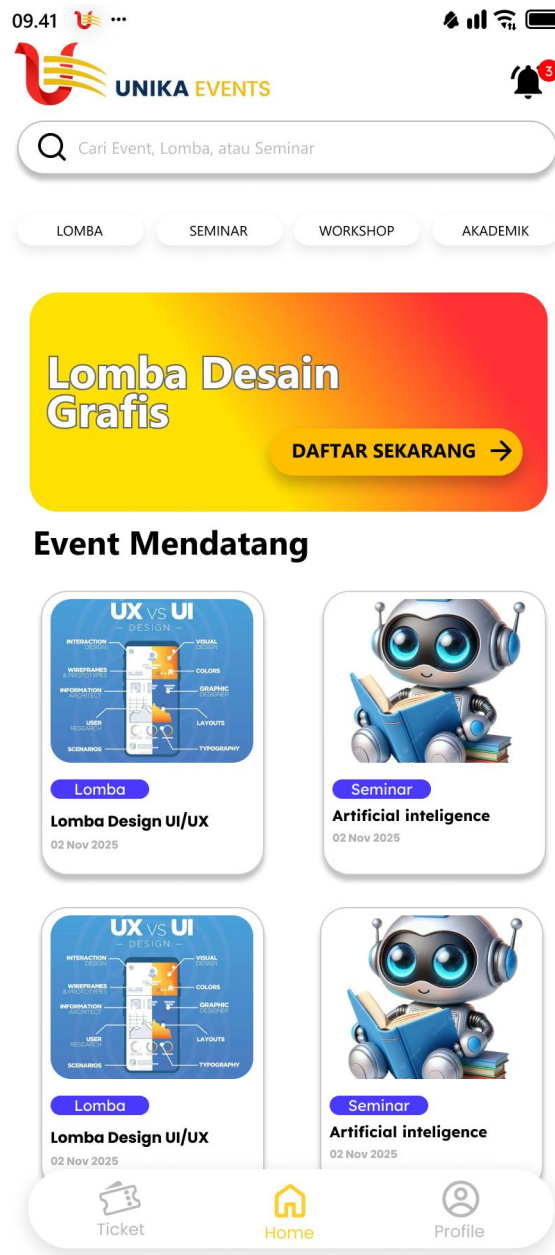 09.41
UNIKA EVENTS
3
Cari Event, Lomba, atau Seminar
LOMBA SEMINAR WORKSHOP AKADEMIK
Lomba Desain
Grafis
DAFTAR SEKARANG
Event Mendatang
UX VS UI
— DESIGN —
INTERACTION DESIGN
VISUAL DESIGN
WIREFRAMES & PROTOTYPES
COLORS
INFORMATION ARCHITECT
GRAPHIC DESIGNER
USER RESEARCH
LAYOUTS
SCENARIOS
TYPOGRAPHY
Lomba
Lomba Design UI/UX
02 Nov 2025
Seminar
Artificial inteligence
02 Nov 2025
UX VS UI
— DESIGN —
INTERACTION DESIGN
VISUAL DESIGN
WIREFRAMES & PROTOTYPES
COLORS
INFORMATION ARCHITECT
GRAPHIC DESIGNER
USER RESEARCH
LAYOUTS
SCENARIOS
TYPOGRAPHY
Lomba
Lomba Design UI/UX
02 Nov 2025
Seminar
Artificial inteligence
02 Nov 2025
Ticket Home Profile